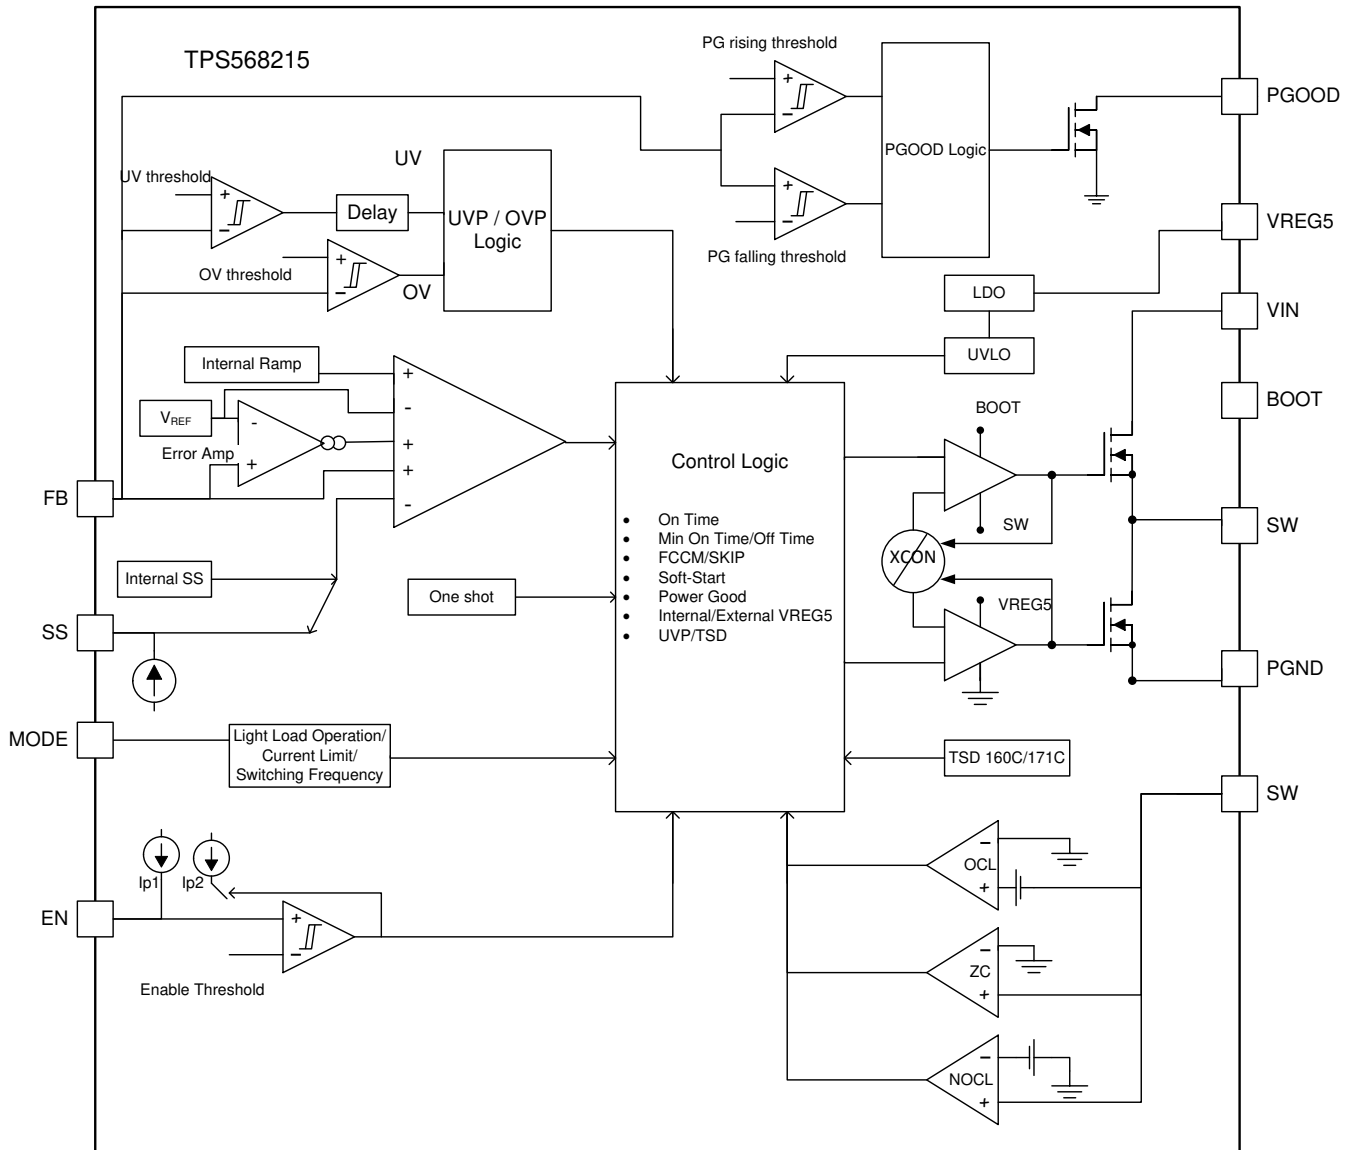 TPS568215
PG rising threshold
+
−
PGOOD Logic
PGOOD
UV
UV threshold
+
−
Delay
UVP / OVP
Logic
+
−
PG falling threshold
VREG5
OV threshold
+
−
OV
LDO
VIN
UVLO
Internal Ramp
+
VREF
-
-
BOOT
BOOT
Error Amp
+
+
+
-
Control Logic
FB
SW
SW
• On Time
• Min On Time/Off Time
• FCCM/SKIP
• Soft-Start
• Power Good
• Internal/External VREG5
• UVP/TSD
XCON
Internal SS
One shot
VREG5
SS
PGND
MODE
Light Load Operation/
Current Limit/
Switching Frequency
TSD 160C/171C
SW
−
OCL
+
Ip1
Ip2
EN
+
−
Enable Threshold
−
ZC
+
−
NOCL
+